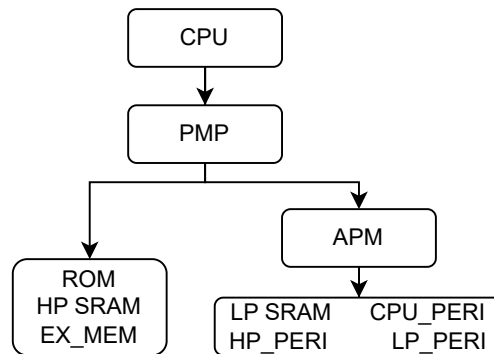 CPU
PMP
APM
ROM
HP SRAM
EX_MEM
LP SRAM CPU_PERI
HP_PERI LP_PERI